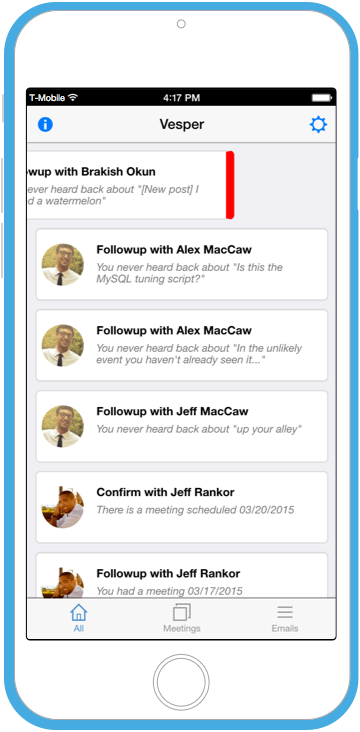 T-Mobile 4:17 PM
Vesper
with Brakish Okun
ever heard back about "[New post] I
d a watermelon"
Followup with Alex MacCaw
You never heard back about "Is this the
MySQL tuning script?"
Followup with Alex MacCaw
You never heard back about "In the unlikely
event you haven't already seen it..."
Followup with Jeff MacCaw
You never heard back about "up your alley"
Confirm with Jeff Rankor
There is a meeting scheduled 03/20/2015
Followup with Jeff Rankor
You had a meeting 03/17/2015
All Meetings Emails